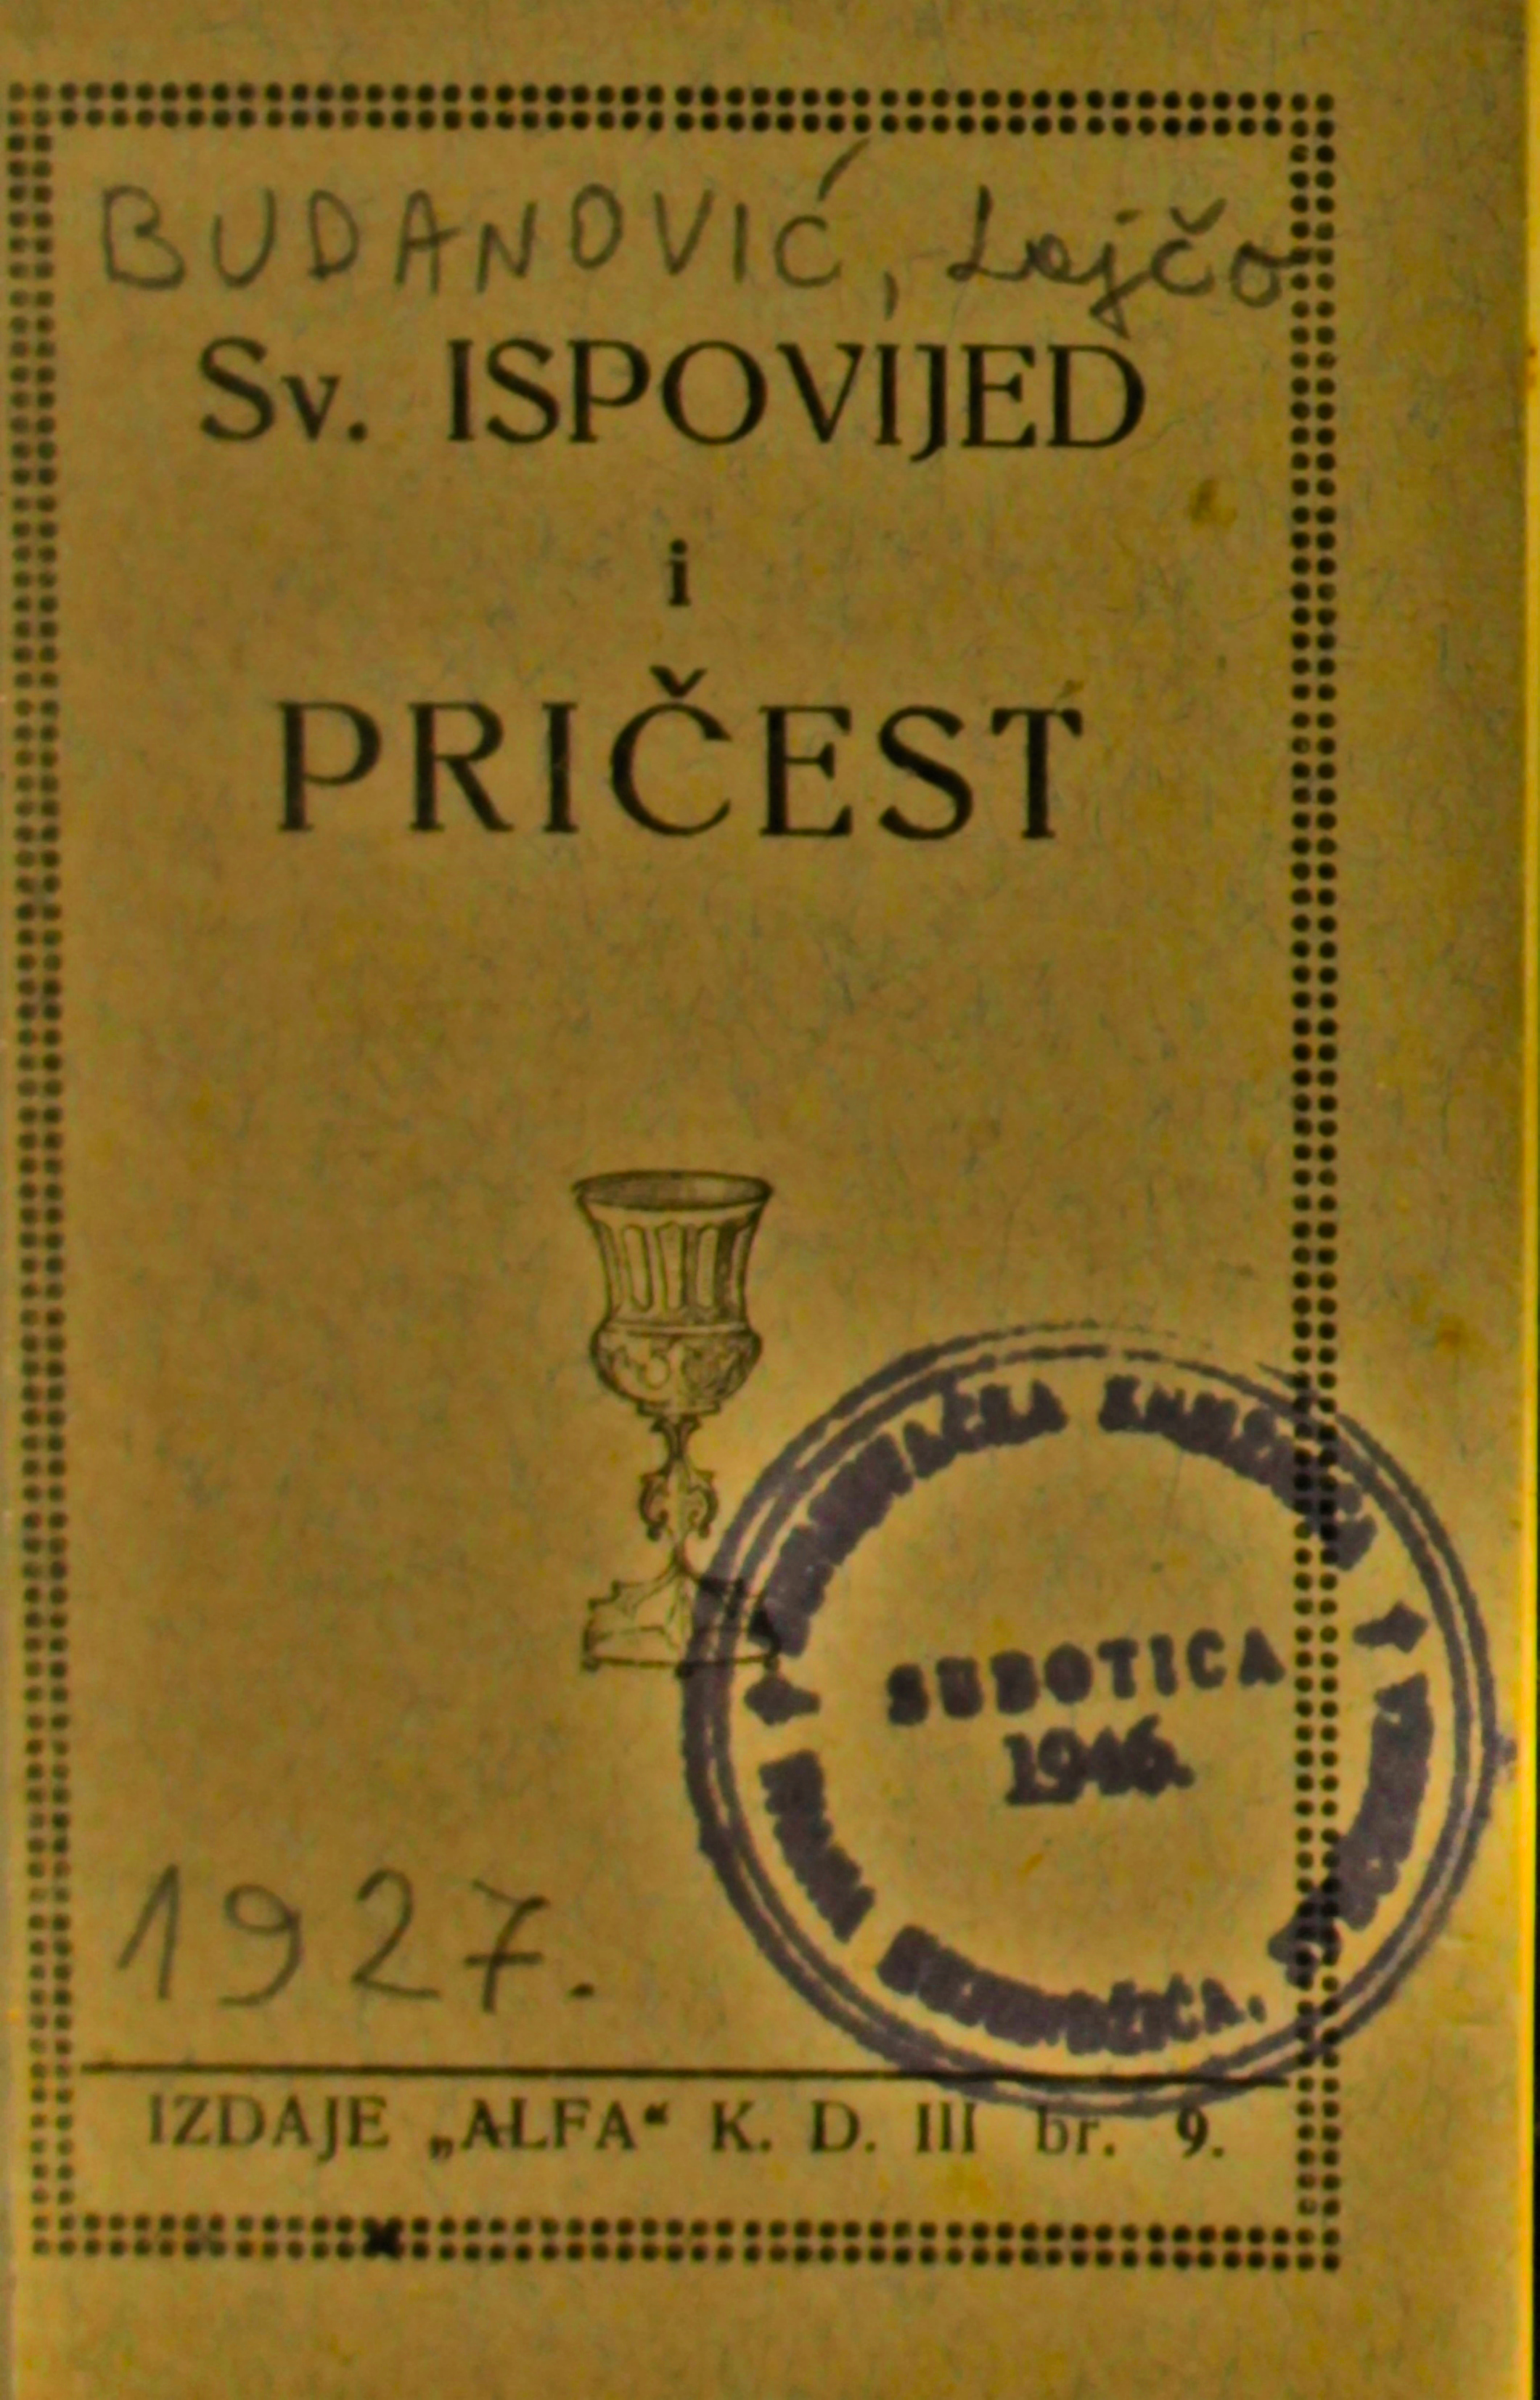 BUDANOVIĆ, Lajčo
Sv. ISPOVIJED
i
PRIČEST
SUBOTICA
1946.
1927.
IZDAJE „ALFA“ K. D. III br. 9.